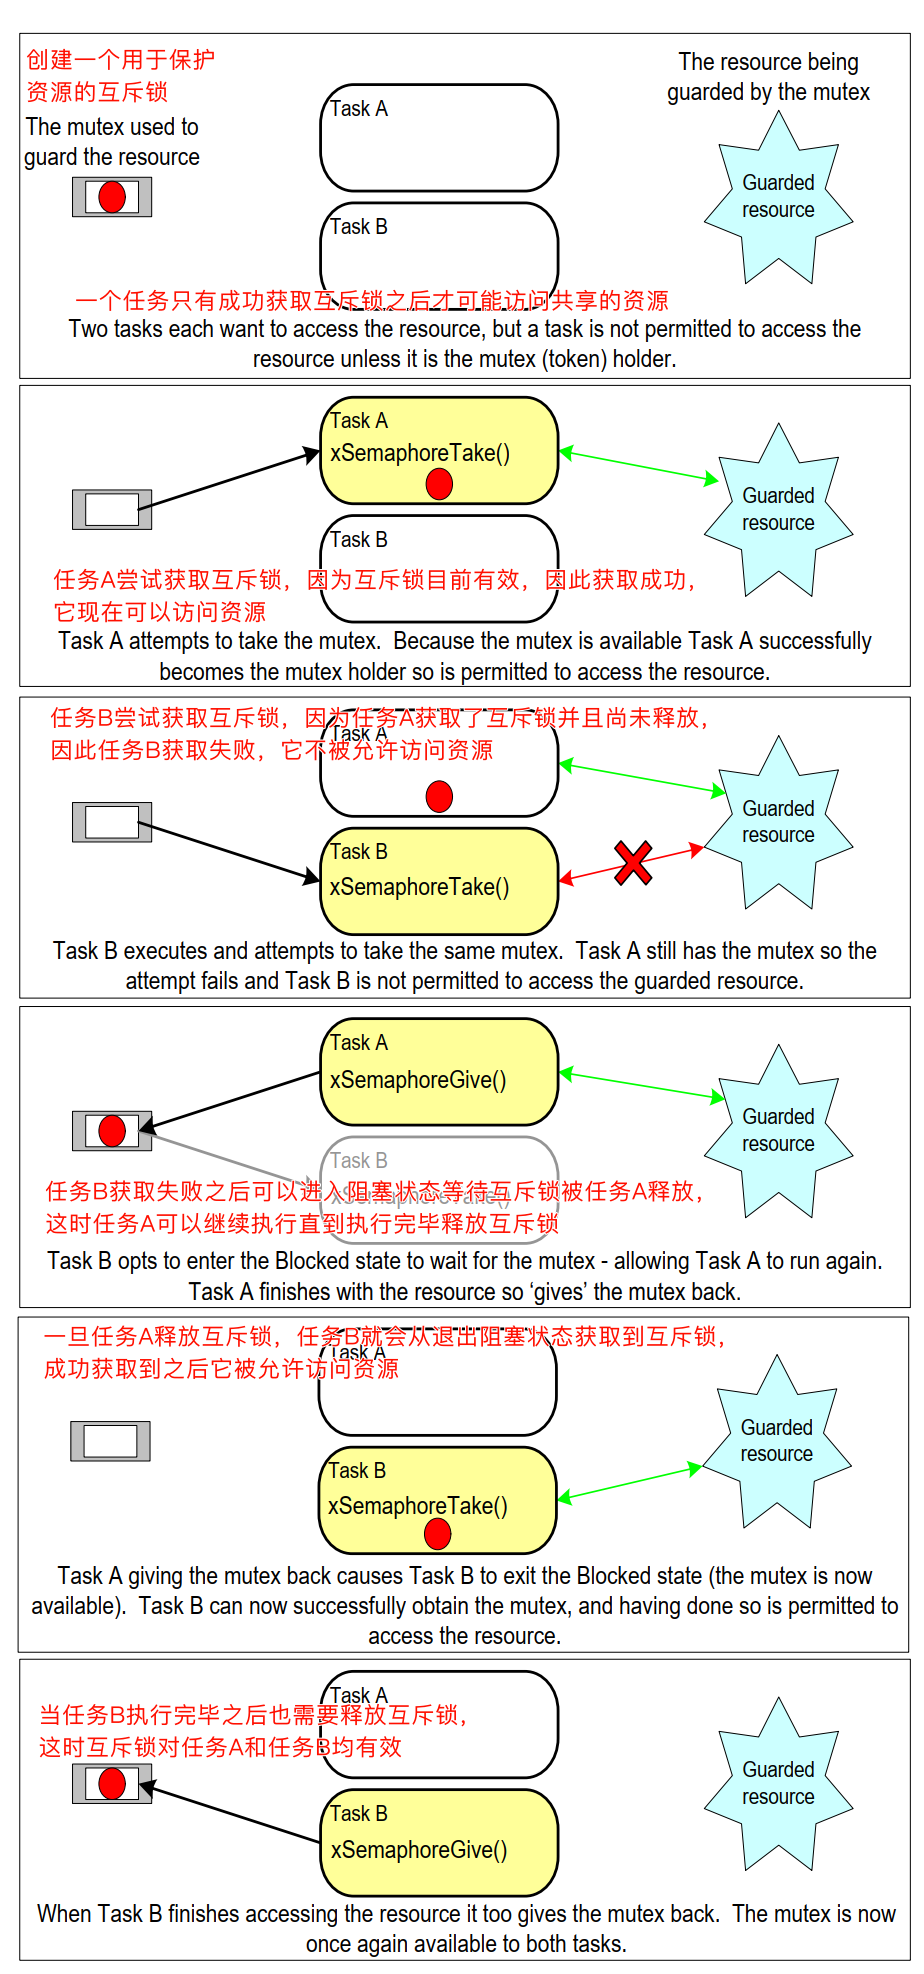 创建一个用于保护
资源的互斥锁
The mutex used to
guard the resource
Task A
The resource being
guarded by the mutex
Guarded
resource
Task B
一个任务只有成功获取互斥锁之后才可能访问共享的资源
Two tasks each want to access the resource, but a task is not permitted to access the
resource unless it is the mutex (token) holder.
Task A
xSemaphoreTake()
Guarded
resource
Task B
任务A尝试获取互斥锁，因为互斥锁目前有效，因此获取成功，
它现在可以访问资源
Task A attempts to take the mutex.  Because the mutex is available Task A successfully
becomes the mutex holder so is permitted to access the resource.
任务B尝试获取互斥锁，因为任务A获取了互斥锁并且尚未释放，
因此任务B获取失败，它不被允许访问资源
Task A
Guarded
resource
Task B
xSemaphoreTake()
Task B executes and attempts to take the same mutex.  Task A still has the mutex so the
attempt fails and Task B is not permitted to access the guarded resource.
Task A
xSemaphoreGive()
Guarded
resource
Task B
xSemaphoreTake()
任务B获取失败之后可以进入阻塞状态等待互斥锁被任务A释放，
这时任务A可以继续执行直到执行完毕释放互斥锁
Task B opts to enter the Blocked state to wait for the mutex - allowing Task A to run again.
Task A finishes with the resource so ‘gives’ the mutex back.
一旦任务A释放互斥锁，任务B就会从退出阻塞状态获取到互斥锁，
成功获取到之后它被允许访问资源
Task A
Guarded
resource
Task B
xSemaphoreTake()
Task A giving the mutex back causes Task B to exit the Blocked state (the mutex is now
available).  Task B can now successfully obtain the mutex, and having done so is permitted to
access the resource.
Task A
当任务B执行完毕之后也需要释放互斥锁，
这时互斥锁对任务A和任务B均有效
Guarded
resource
Task B
xSemaphoreGive()
When Task B finishes accessing the resource it too gives the mutex back.  The mutex is now
once again available to both tasks.